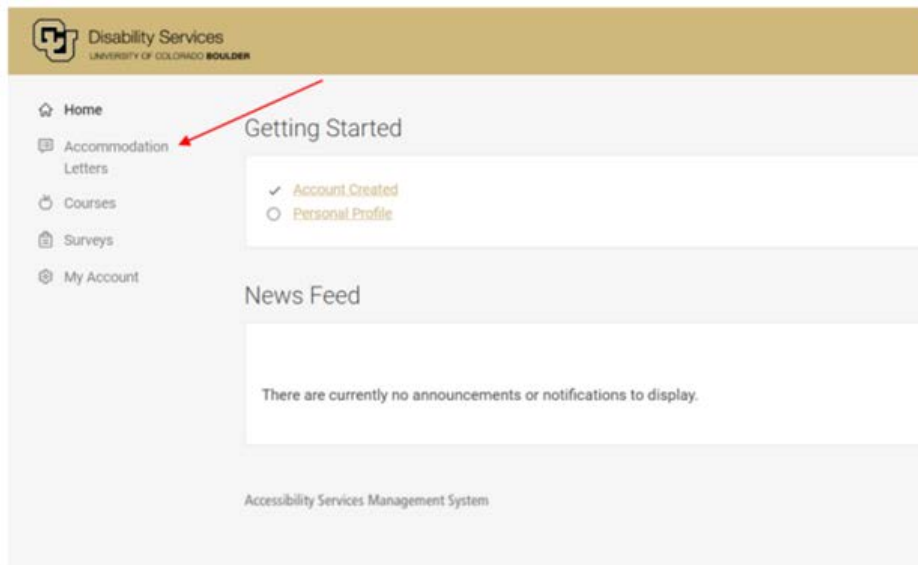 Disability Services
UNIVERSITY OF COLORADO BOULDER
Home
Accommodation
Letters
Courses
Surveys
My Account
Getting Started
Account Created
Personal Profile
News Feed
There are currently no announcements or notifications to display.
Accessibility Services Management System